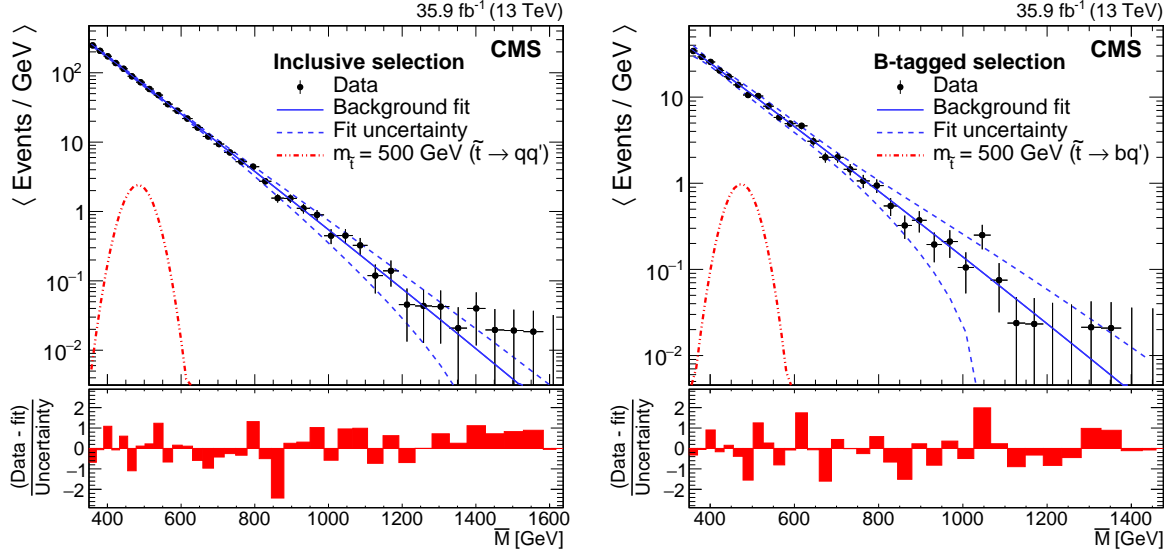 35.9 fb⁻¹ (13 TeV)
CMS
Inclusive selection
Data
Background fit
Fit uncertainty
m_t̃ = 500 GeV (t̃ → qq')
⟨ Events / GeV ⟩
10²
10
1
10⁻¹
10⁻²
(Data - fit)
Uncertainty
2
1
0
−1
−2
400 600 800 1000 1200 1400 1600
M̅ [GeV]
35.9 fb⁻¹ (13 TeV)
CMS
B-tagged selection
Data
Background fit
Fit uncertainty
m_t̃ = 500 GeV (t̃ → bq')
⟨ Events / GeV ⟩
10
1
10⁻¹
10⁻²
(Data - fit)
Uncertainty
2
1
0
−1
−2
400 600 800 1000 1200 1400
M̅ [GeV]